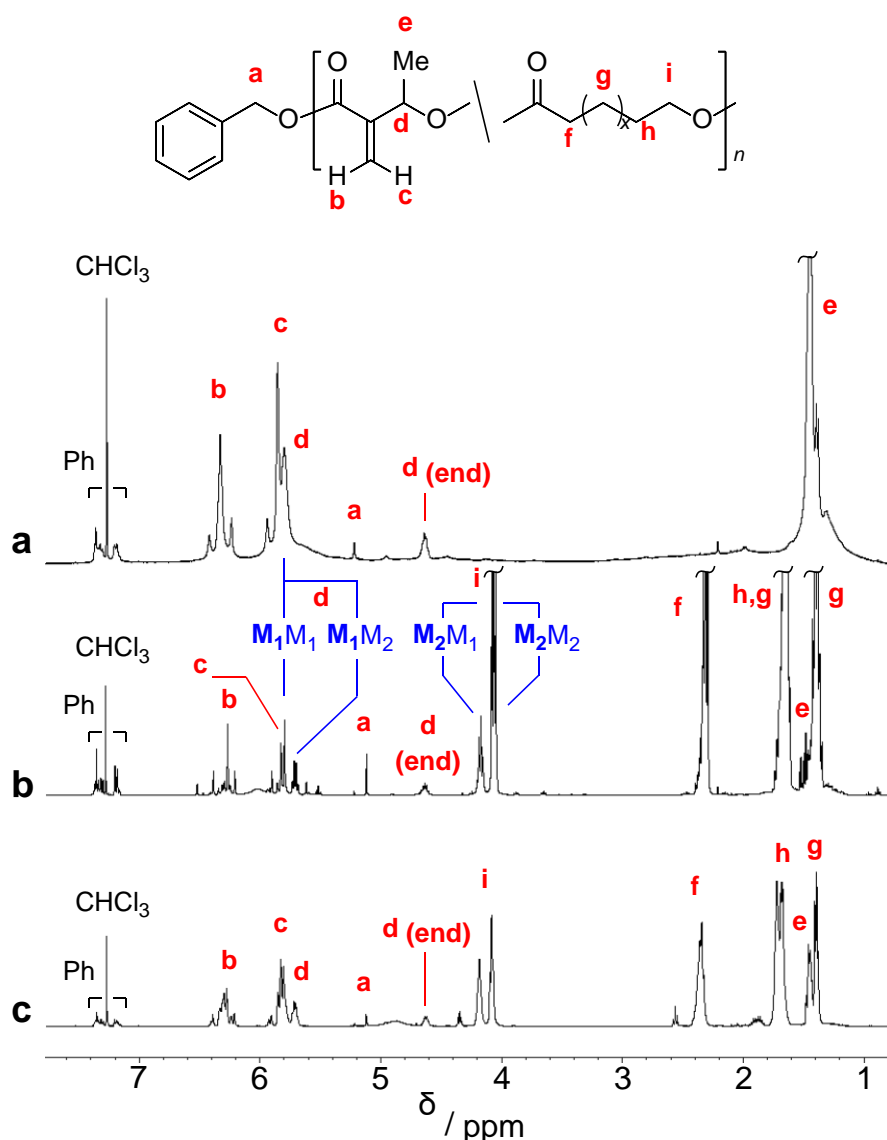 e
a O Me g O i
O d O f x h O n
H H
b c
CHCl₃
c
e
b
d
Ph
d (end)
a
a
i
d
f h,g g
M₁M₁ M₁M₂ M₂M₁ M₂M₂
CHCl₃
c
b
Ph
a d
(end)
e
b
CHCl₃
h g
i
f
c d (end)
e
Ph b d
a
c
7 6 5 4 3 2 1
δ / ppm